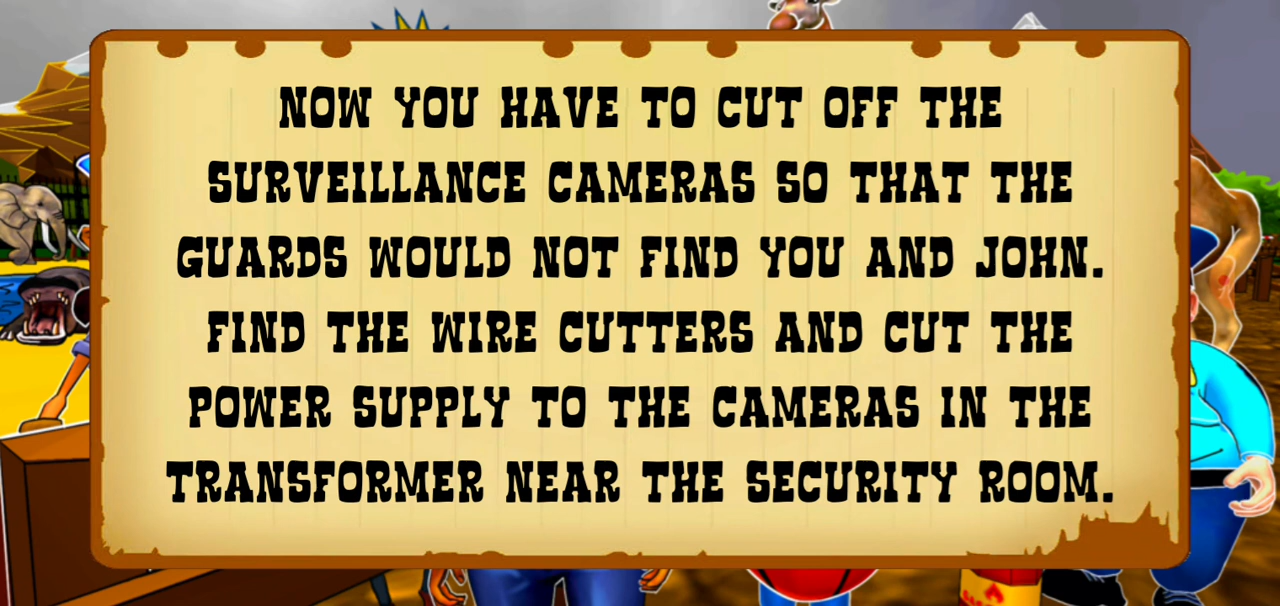 NOW YOU HAVE TO CUT OFF THE
SURVEILLANCE CAMERAS SO THAT THE
GUARDS WOULD NOT FIND YOU AND JOHN.
FIND THE WIRE CUTTERS AND CUT THE
POWER SUPPLY TO THE CAMERAS IN THE
TRANSFORMER NEAR THE SECURITY ROOM.